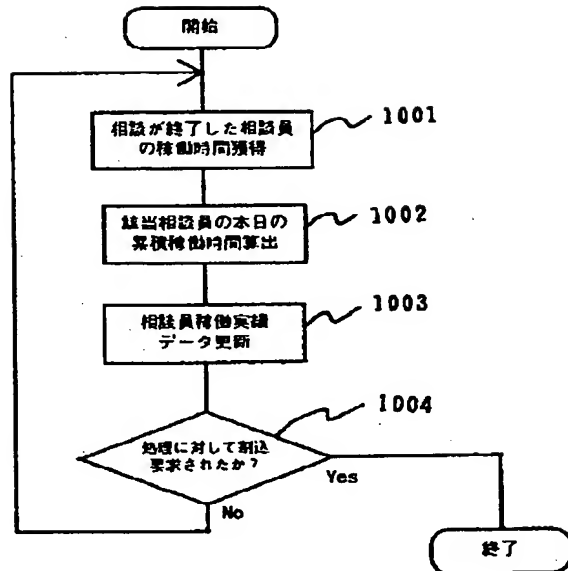 開始
相談が終了した相談員
の稼働時間獲得
1001
該当相談員の本日の
累積稼働時間算出
1002
相談員稼働実績
データ更新
1003
処理に対して割込
要求されたか？
1004
Yes
No
終了